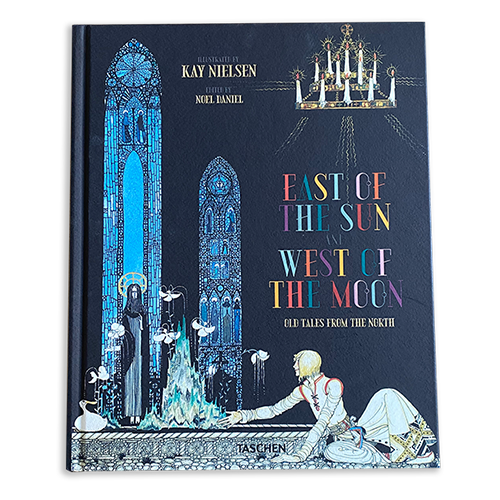 ILLUSTRATED BY
KAY NIELSEN
EDITED BY
NOEL DANIEL
EAST OF
THE SUN
AND
WEST OF
THE MOON
OLD TALES FROM THE NORTH
TASCHEN